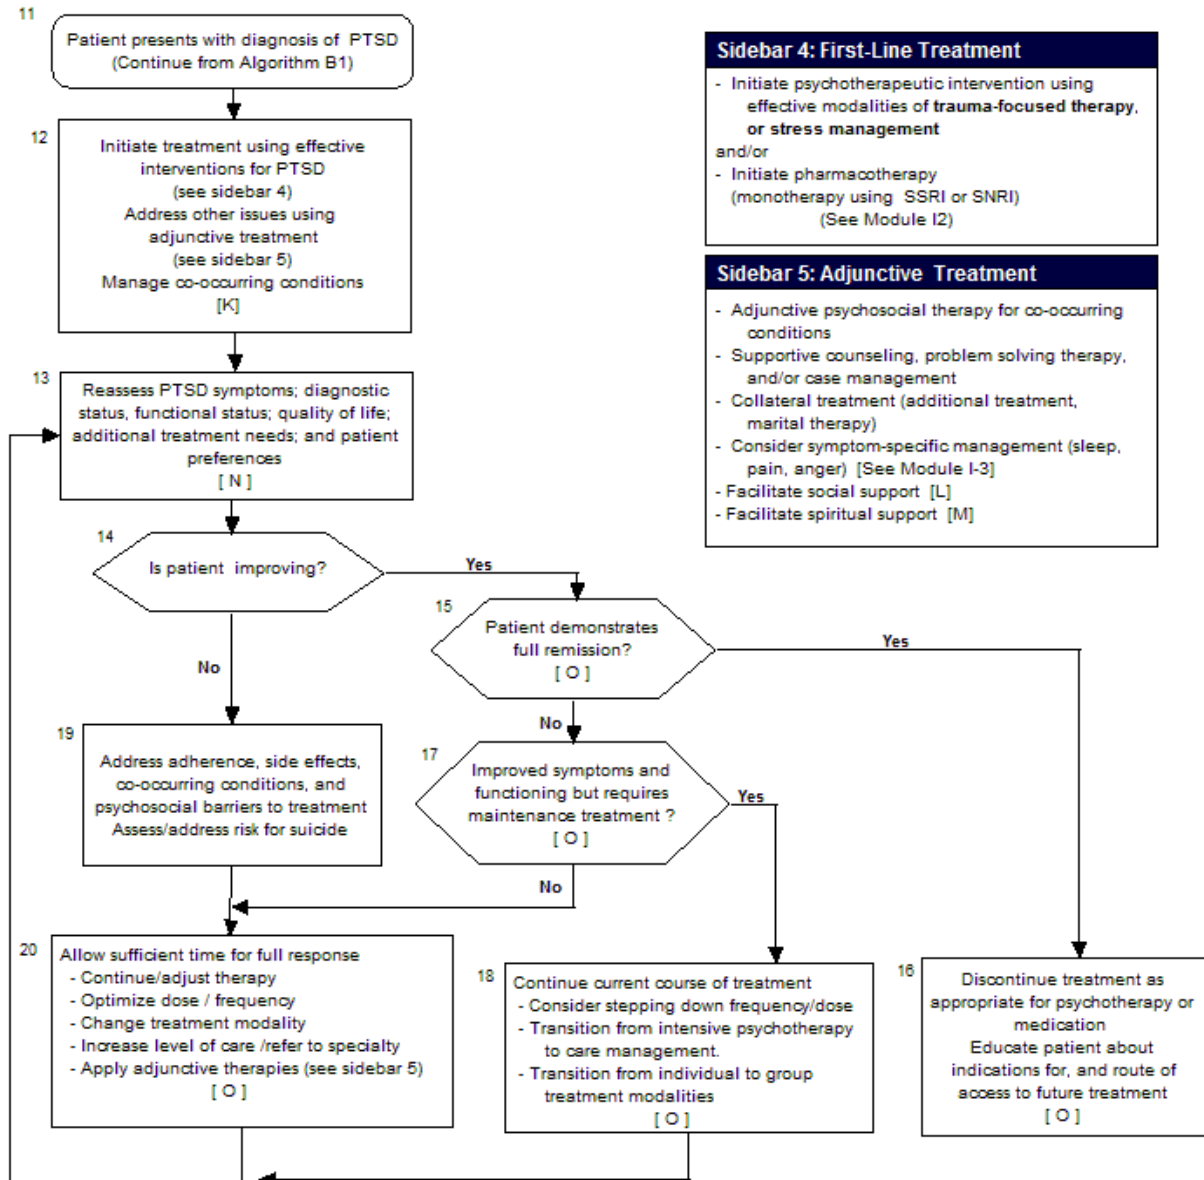 11
Patient presents with diagnosis of PTSD
(Continue from Algorithm B1)
12
Initiate treatment using effective
interventions for PTSD
(see sidebar 4)
Address other issues using
adjunctive treatment
(see sidebar 5)
Manage co-occurring conditions
[K]
Sidebar 4: First-Line Treatment
- Initiate psychotherapeutic intervention using
effective modalities of trauma-focused therapy,
or stress management
and/or
- Initiate pharmacotherapy
(monotherapy using SSRI or SNRI)
(See Module I2)
Sidebar 5: Adjunctive Treatment
- Adjunctive psychosocial therapy for co-occurring
conditions
- Supportive counseling, problem solving therapy,
and/or case management
- Collateral treatment (additional treatment,
marital therapy)
- Consider symptom-specific management (sleep,
pain, anger) [See Module I-3]
- Facilitate social support [L]
- Facilitate spiritual support [M]
13
Reassess PTSD symptoms; diagnostic
status, functional status; quality of life;
additional treatment needs; and patient
preferences
[ N ]
14
Is patient improving?
Yes
No
15
Patient demonstrates
full remission?
[ O ]
Yes
No
17
Improved symptoms and
functioning but requires
maintenance treatment ?
[ O ]
Yes
No
19
Address adherence, side effects,
co-occurring conditions, and
psychosocial barriers to treatment
Assess/address risk for suicide
20
Allow sufficient time for full response
- Continue/adjust therapy
- Optimize dose / frequency
- Change treatment modality
- Increase level of care /refer to specialty
- Apply adjunctive therapies (see sidebar 5)
[ O ]
18
Continue current course of treatment
- Consider stepping down frequency/dose
- Transition from intensive psychotherapy
to care management.
- Transition from individual to group
treatment modalities
[ O ]
16
Discontinue treatment as
appropriate for psychotherapy or
medication
Educate patient about
indications for, and route of
access to future treatment
[ O ]